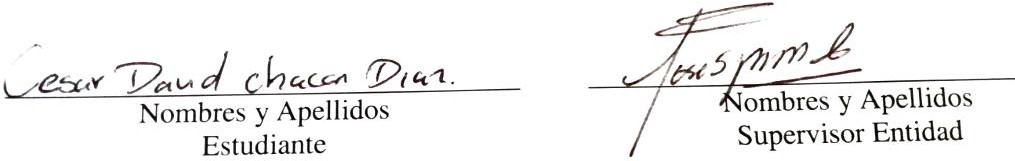 Cesar David chacon Diaz.
Nombres y Apellidos
Estudiante
Nombres y Apellidos
Supervisor Entidad